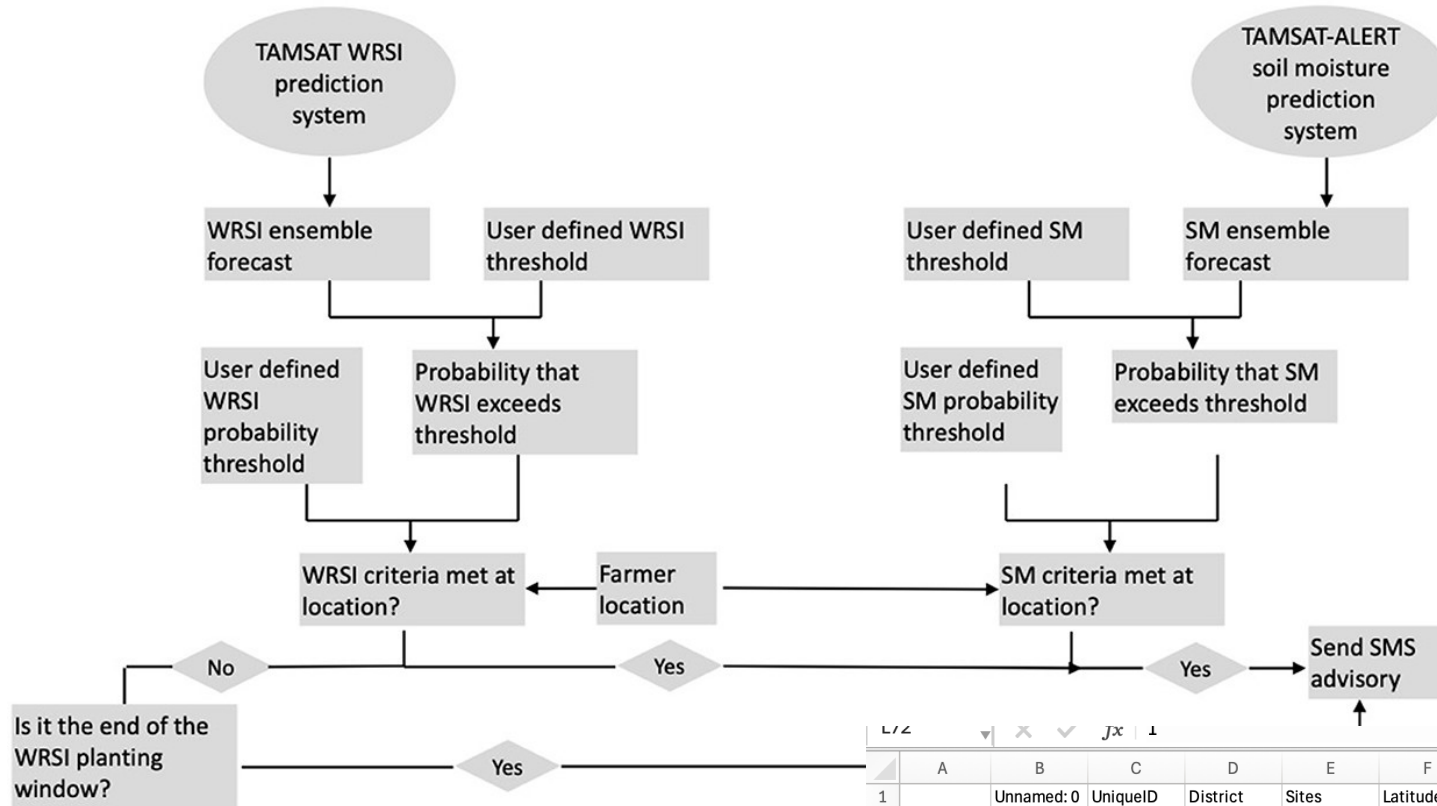 TAMSAT WRSI
prediction
system
TAMSAT-ALERT
soil moisture
prediction
system
WRSI ensemble
forecast
User defined WRSI
threshold
User defined SM
threshold
SM ensemble
forecast
User defined
WRSI
probability
threshold
Probability that
WRSI exceeds
threshold
User defined
SM probability
threshold
Probability that SM
exceeds threshold
WRSI criteria met at
location?
Farmer
location
SM criteria met at
location?
No
Yes
Yes
Send SMS
advisory
Is it the end of the
WRSI planting
window?
Yes
fx 1
A B C D E F
1 Unnamed: 0 UniqueID District Sites Latitude